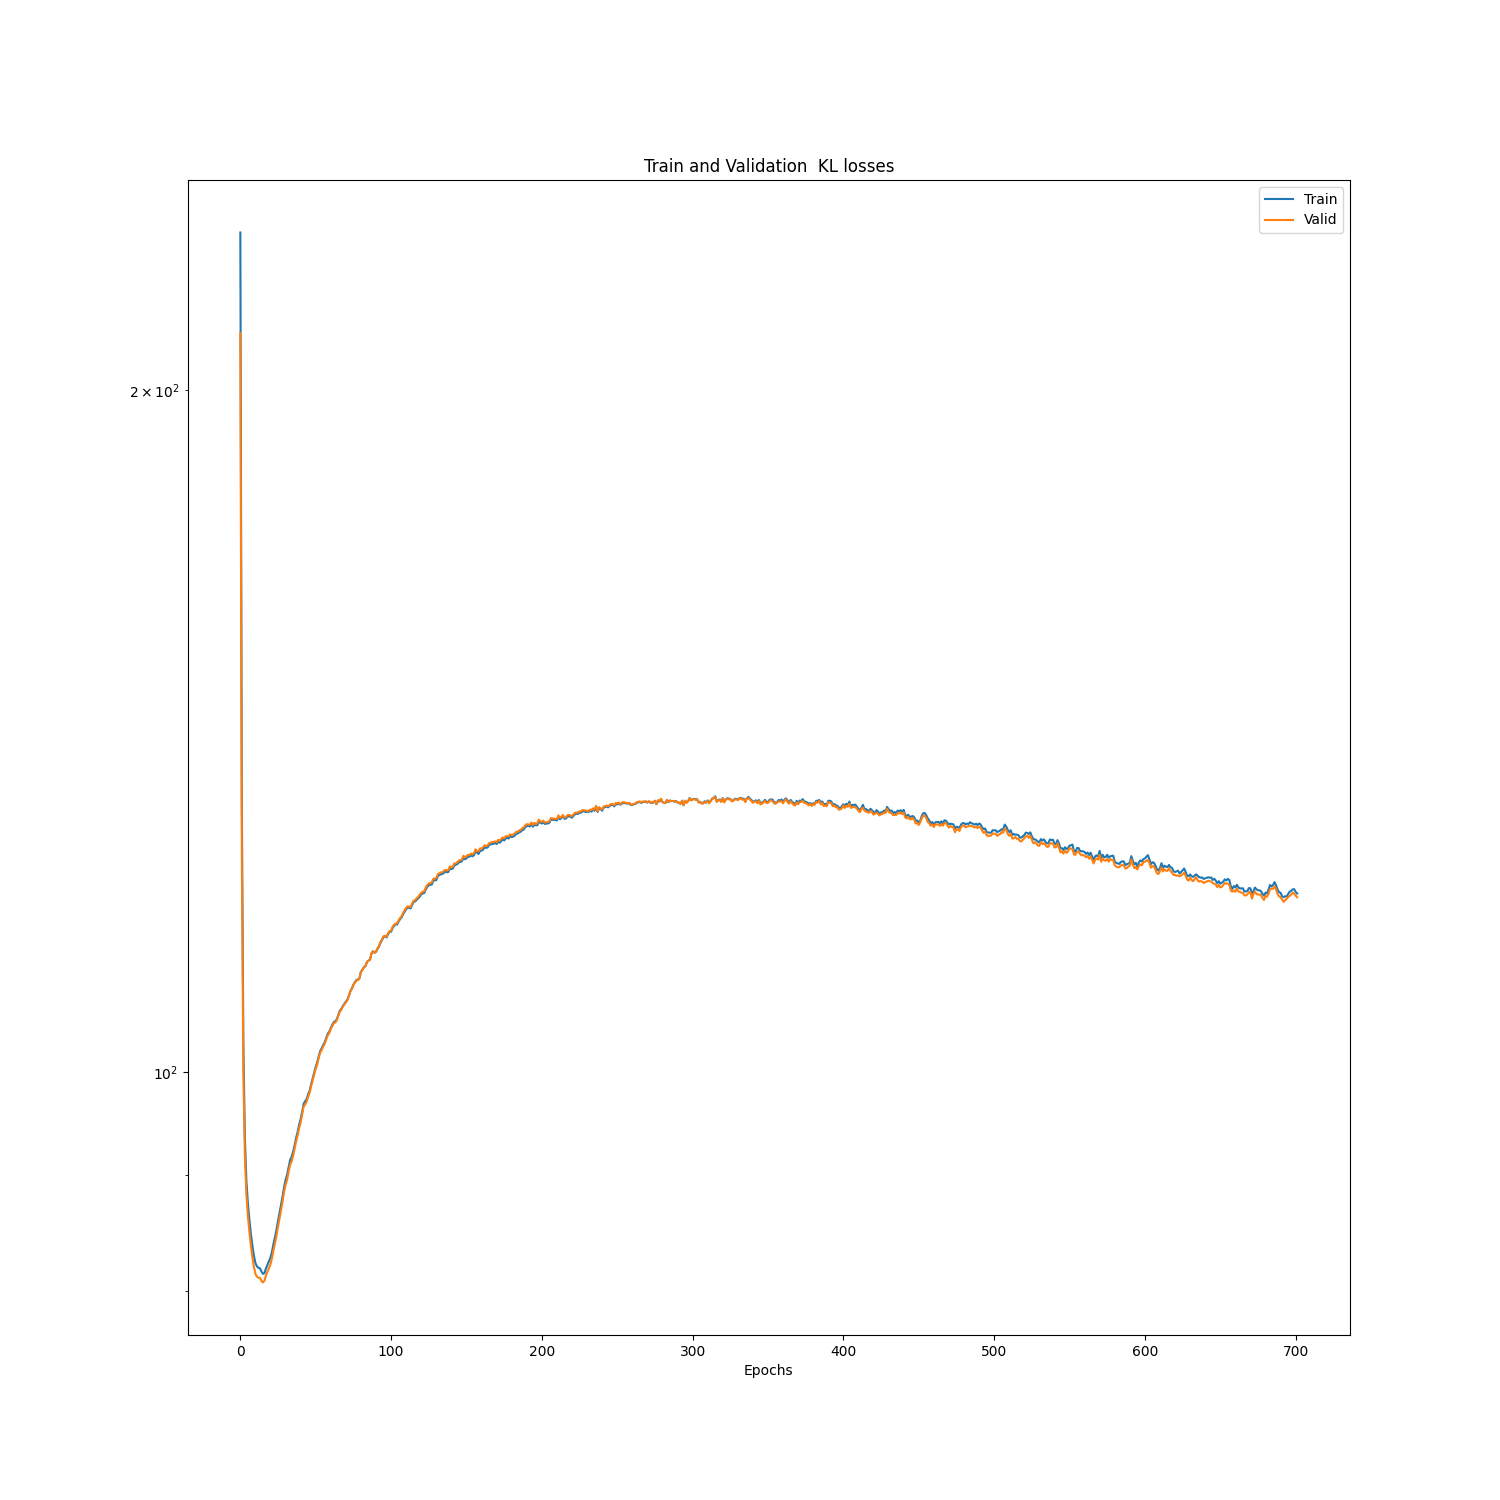 Train and Validation  KL losses
Train
Valid
2 × 10²
10²
0 100 200 300 400 500 600 700
Epochs